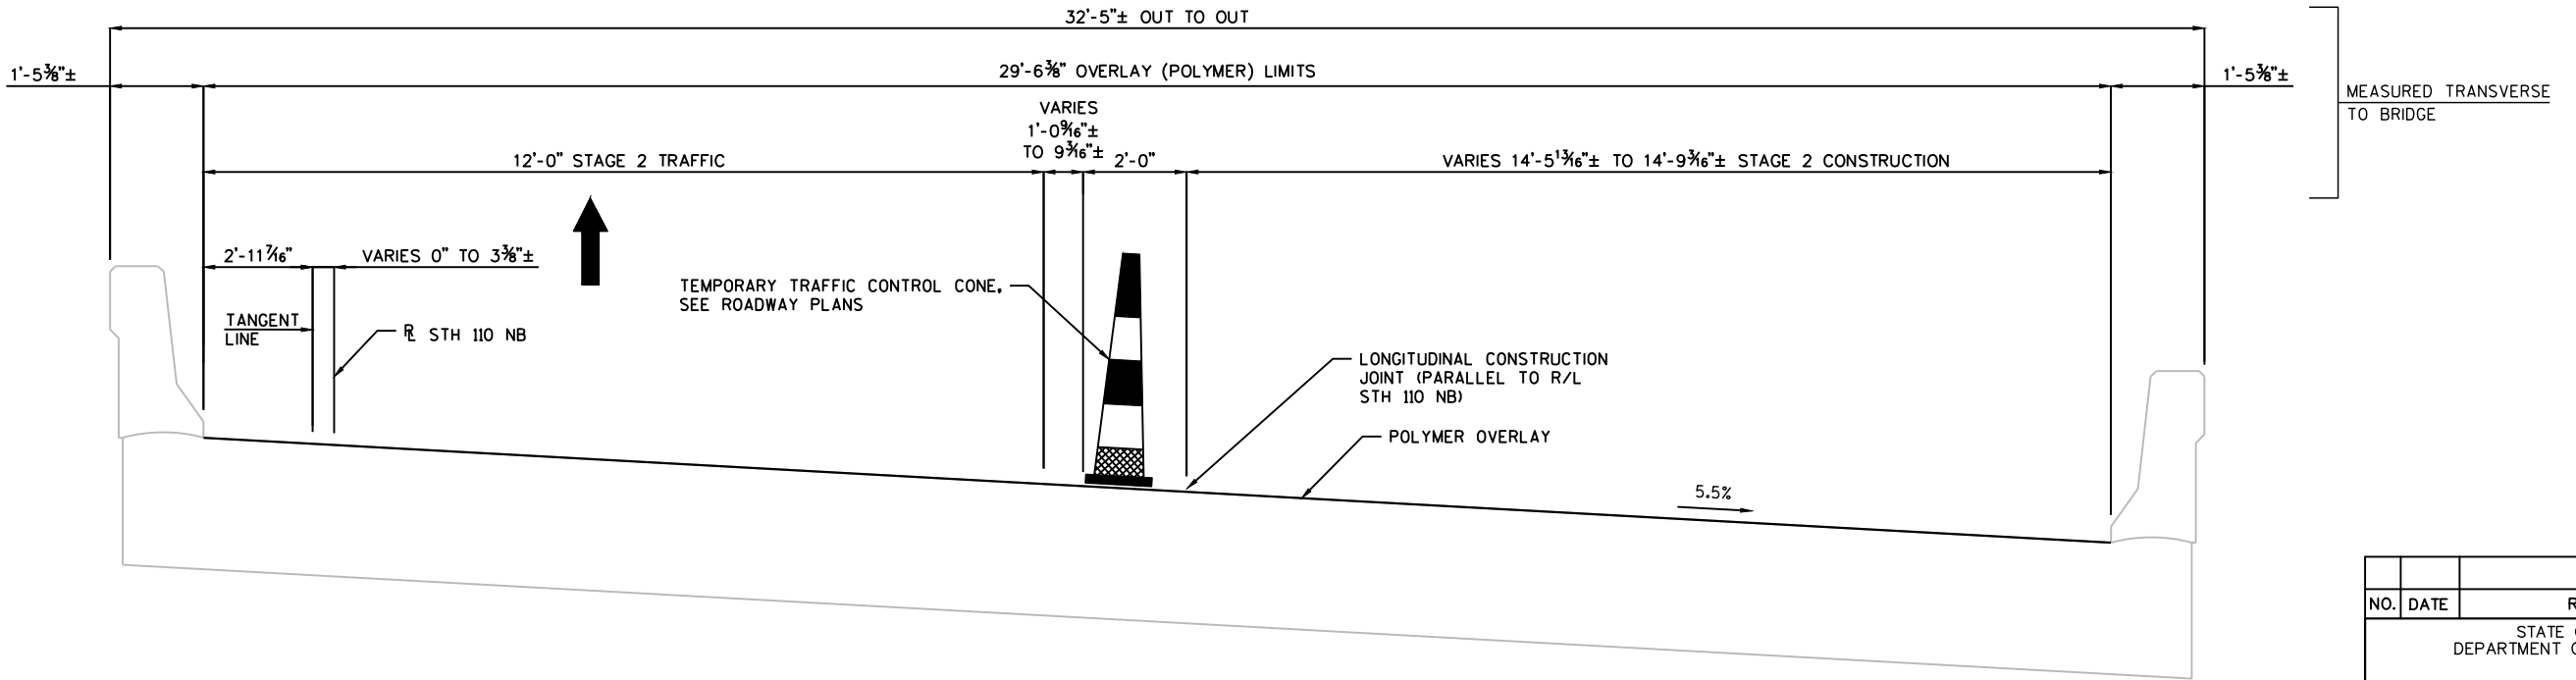 32'-5"± OUT TO OUT
1'-5⅜"±
29'-6⅜" OVERLAY (POLYMER) LIMITS
1'-5⅜"±
MEASURED TRANSVERSE
TO BRIDGE
VARIES
1'-0⁹⁄₁₆"±
TO 9³⁄₁₆"±
12'-0" STAGE 2 TRAFFIC
2'-0"
VARIES 14'-5¹³⁄₁₆"± TO 14'-9³⁄₁₆"± STAGE 2 CONSTRUCTION
2'-11⁷⁄₁₆"
VARIES 0" TO 3⅜"±
TEMPORARY TRAFFIC CONTROL CONE,
SEE ROADWAY PLANS
TANGENT
LINE
RL STH 110 NB
LONGITUDINAL CONSTRUCTION
JOINT (PARALLEL TO R/L
STH 110 NB)
POLYMER OVERLAY
5.5%
NO. DATE R
STATE
DEPARTMENT